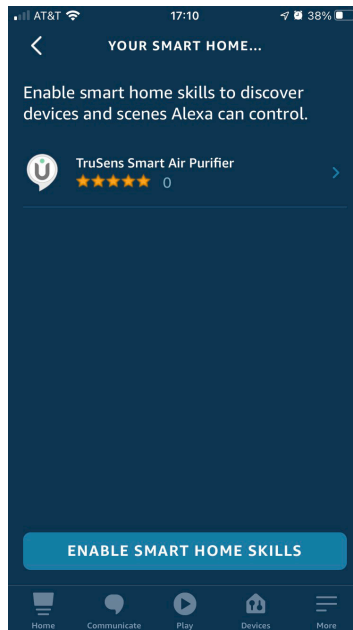 AT&T 17:10 38%
YOUR SMART HOME...
Enable smart home skills to discover
devices and scenes Alexa can control.
TruSens Smart Air Purifier
0
ENABLE SMART HOME SKILLS
Home Communicate Play Devices More